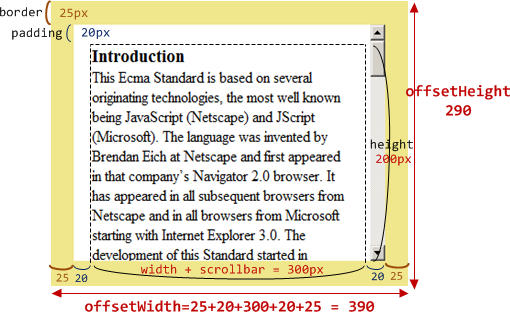 border
25px
padding
20px
Introduction
This Ecma Standard is based on several
originating technologies, the most well known
being JavaScript (Netscape) and JScript
(Microsoft). The language was invented by
Brendan Eich at Netscape and first appeared
in that company's Navigator 2.0 browser. It
has appeared in all subsequent browsers from
Netscape and in all browsers from Microsoft
starting with Internet Explorer 3.0. The
development of this Standard started in
offsetHeight
290
height
200px
width + scrollbar = 300px
25
20
20
25
offsetWidth=25+20+300+20+25 = 390